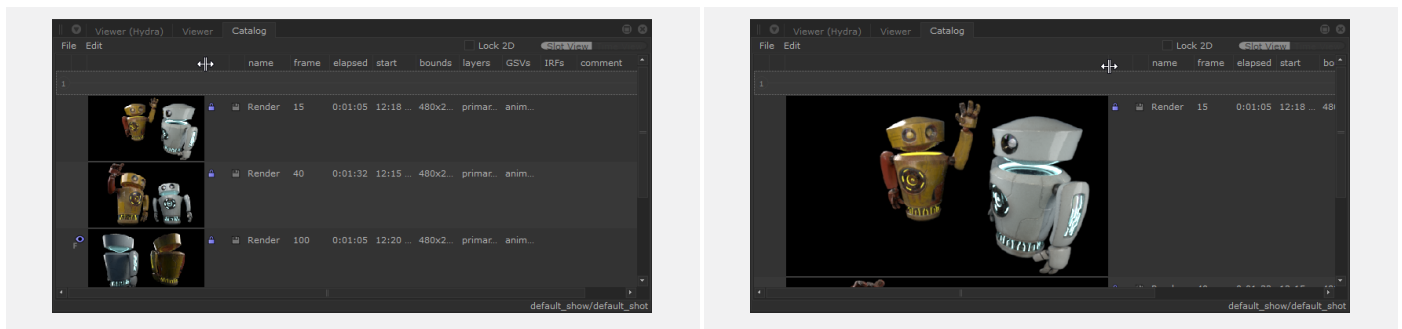 Viewer (Hydra) Viewer Catalog
File Edit Lock 2D Slot View
name frame elapsed start bounds layers GSVs IRFs comment
1
Render 15 0:01:05 12:18 ... 480x2... primar... anim...
Render 40 0:01:32 12:15 ... 480x2... primar... anim...
F Render 100 0:01:05 12:20 ... 480x2... primar... anim...
default_show/default_shot
Viewer (Hydra) Viewer Catalog
File Edit Lock 2D Slot View
name frame elapsed start bo
1
Render 15 0:01:05 12:18 ... 480
default_show/default_shot